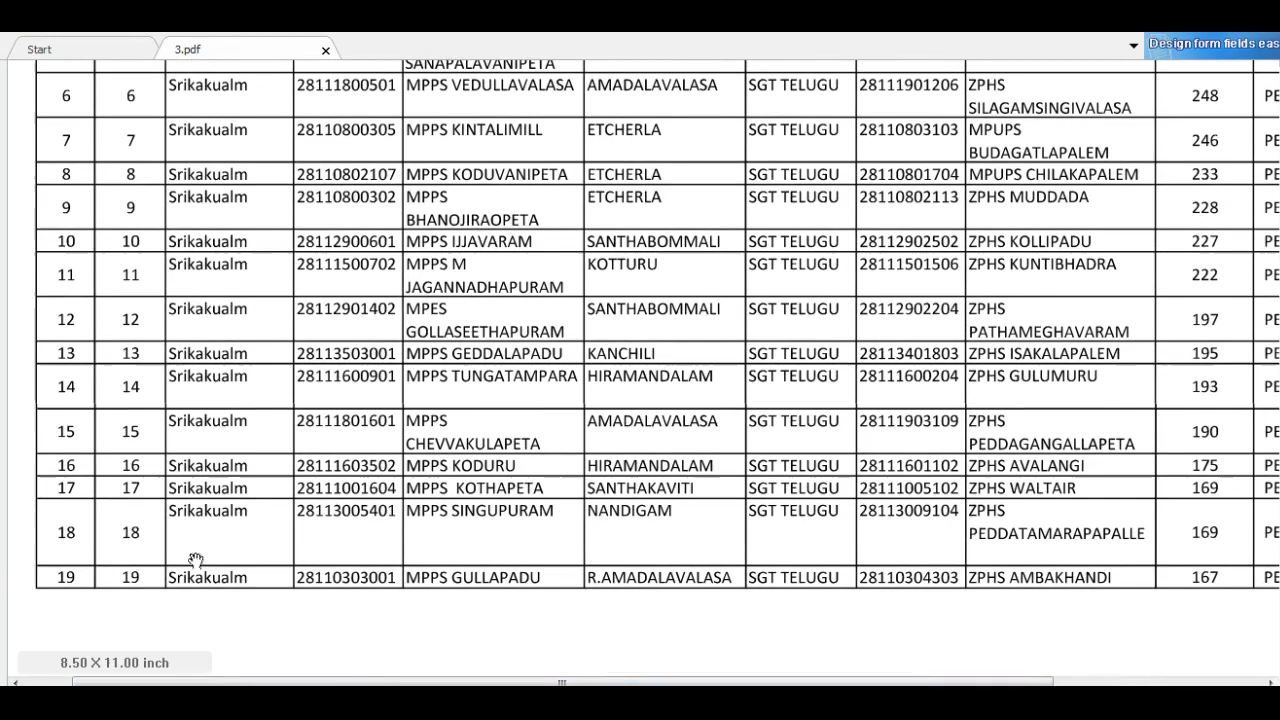 Start
3.pdf
Design form fields eas
SANAPALAVANIPETA
6 6 Srikakualm 28111800501 MPPS VEDULLAVALASA AMADALAVALASA SGT TELUGU 28111901206 ZPHS SILAGAMSINGIVALASA 248 PE
7 7 Srikakualm 28110800305 MPPS KINTALIMILL ETCHERLA SGT TELUGU 28110803103 MPUPS BUDAGATLAPALEM 246 PE
8 8 Srikakualm 28110802107 MPPS KODUVANIPETA ETCHERLA SGT TELUGU 28110801704 MPUPS CHILAKAPALEM 233 PE
9 9 Srikakualm 28110800302 MPPS BHANOJIRAOPETA ETCHERLA SGT TELUGU 28110802113 ZPHS MUDDADA 228 PE
10 10 Srikakualm 28112900601 MPPS IJJAVARAM SANTHABOMMALI SGT TELUGU 28112902502 ZPHS KOLLIPADU 227 PE
11 11 Srikakualm 28111500702 MPPS M JAGANNADHAPURAM KOTTURU SGT TELUGU 28111501506 ZPHS KUNTIBHADRA 222 PE
12 12 Srikakualm 28112901402 MPES GOLLASEETHAPURAM SANTHABOMMALI SGT TELUGU 28112902204 ZPHS PATHAMEGHAVARAM 197 PE
13 13 Srikakualm 28113503001 MPPS GEDDALAPADU KANCHILI SGT TELUGU 28113401803 ZPHS ISAKALAPALEM 195 PE
14 14 Srikakualm 28111600901 MPPS TUNGATAMPARA HIRAMANDALAM SGT TELUGU 28111600204 ZPHS GULUMURU 193 PE
15 15 Srikakualm 28111801601 MPPS CHEVVAKULAPETA AMADALAVALASA SGT TELUGU 28111903109 ZPHS PEDDAGANGALLAPETA 190 PE
16 16 Srikakualm 28111603502 MPPS KODURU HIRAMANDALAM SGT TELUGU 28111601102 ZPHS AVALANGI 175 PE
17 17 Srikakualm 28111001604 MPPS KOTHAPETA SANTHAKAVITI SGT TELUGU 28111005102 ZPHS WALTAIR 169 PE
18 18 Srikakualm 28113005401 MPPS SINGUPURAM NANDIGAM SGT TELUGU 28113009104 ZPHS PEDDATAMARAPAPALLE 169 PE
19 19 Srikakualm 28110303001 MPPS GULLAPADU R.AMADALAVALASA SGT TELUGU 28110304303 ZPHS AMBAKHANDI 167 PE
8.50 X 11.00 inch